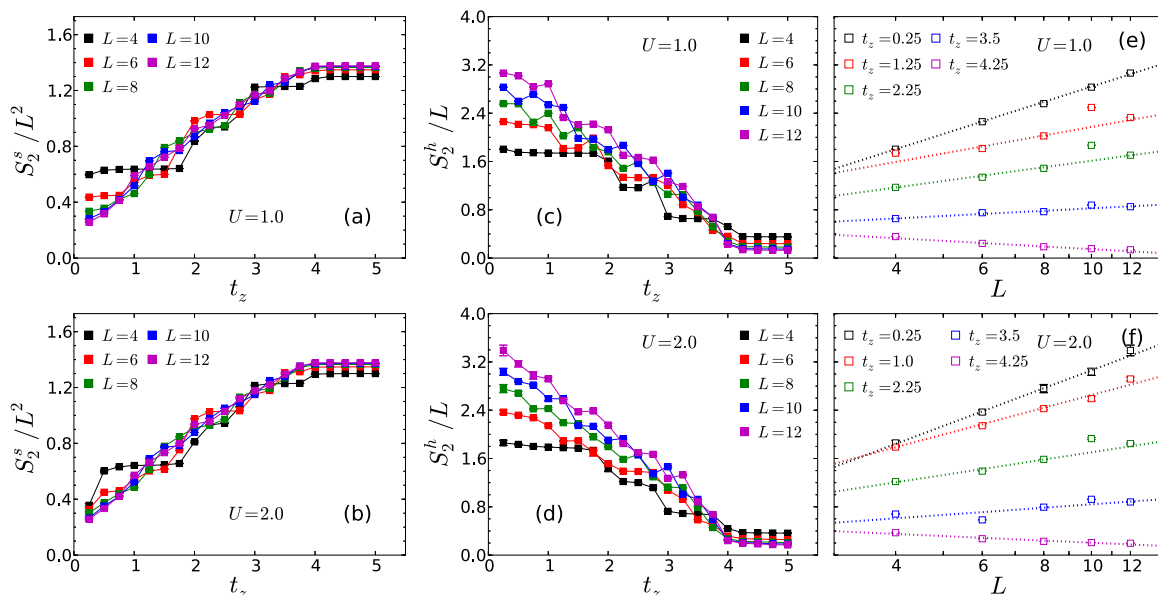 1.6
1.2
0.8
0.4
0.0
S_2^s/L^2
L=4
L=6
L=8
L=10
L=12
U=1.0
(a)
0 1 2 3 4 5
t_z
4.0
3.2
2.4
1.6
0.8
0.0
S_2^h/L
U=1.0
L=4
L=6
L=8
L=10
L=12
(c)
0 1 2 3 4 5
t_z
t_z=0.25
t_z=1.25
t_z=2.25
t_z=3.5
t_z=4.25
U=1.0
(e)
4 6 8 10 12
L
1.6
1.2
0.8
0.4
0.0
S_2^s/L^2
L=4
L=6
L=8
L=10
L=12
U=2.0
(b)
0 1 2 3 4 5
t_z
4.0
3.2
2.4
1.6
0.8
0.0
S_2^h/L
U=2.0
L=4
L=6
L=8
L=10
L=12
(d)
0 1 2 3 4 5
t_z
t_z=0.25
t_z=1.0
t_z=2.25
t_z=3.5
t_z=4.25
U=2.0
(f)
4 6 8 10 12
L